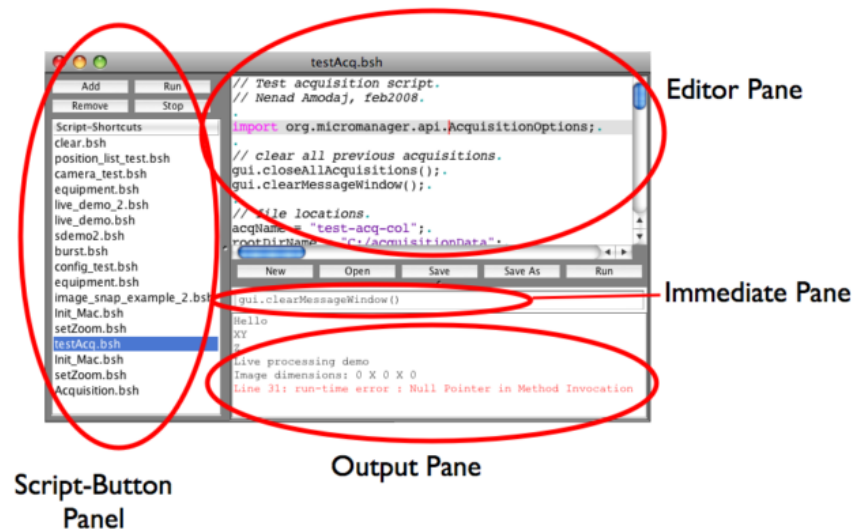 testAcq.bsh
Add
Run
Remove
Stop
Script-Shortcuts
clear.bsh
position_list_test.bsh
camera_test.bsh
equipment.bsh
live_demo_2.bsh
live_demo.bsh
sdemo2.bsh
burst.bsh
config_test.bsh
equipment.bsh
image_snap_example_2.bsh
Init_Mac.bsh
setZoom.bsh
testAcq.bsh
Init_Mac.bsh
setZoom.bsh
Acquisition.bsh
Script-Button
Panel
// Test acquisition script.
// Nenad Amodaj, feb2008.
.
import org.micromanager.api.AcquisitionOptions;.
.
// clear all previous acquisitions.
gui.closeAllAcquisitions();.
gui.clearMessageWindow();.
.
// file locations.
acqName = "test-acq-col";.
rootDirName = "C:/acquisitionData";.
Editor Pane
New
Open
Save
Save As
Run
gui.clearMessageWindow()
Immediate Pane
Hello
XY
Z
Live processing demo
Image dimensions: 0 X 0 X 0
Line 31: run-time error : Null Pointer in Method Invocation
Output Pane